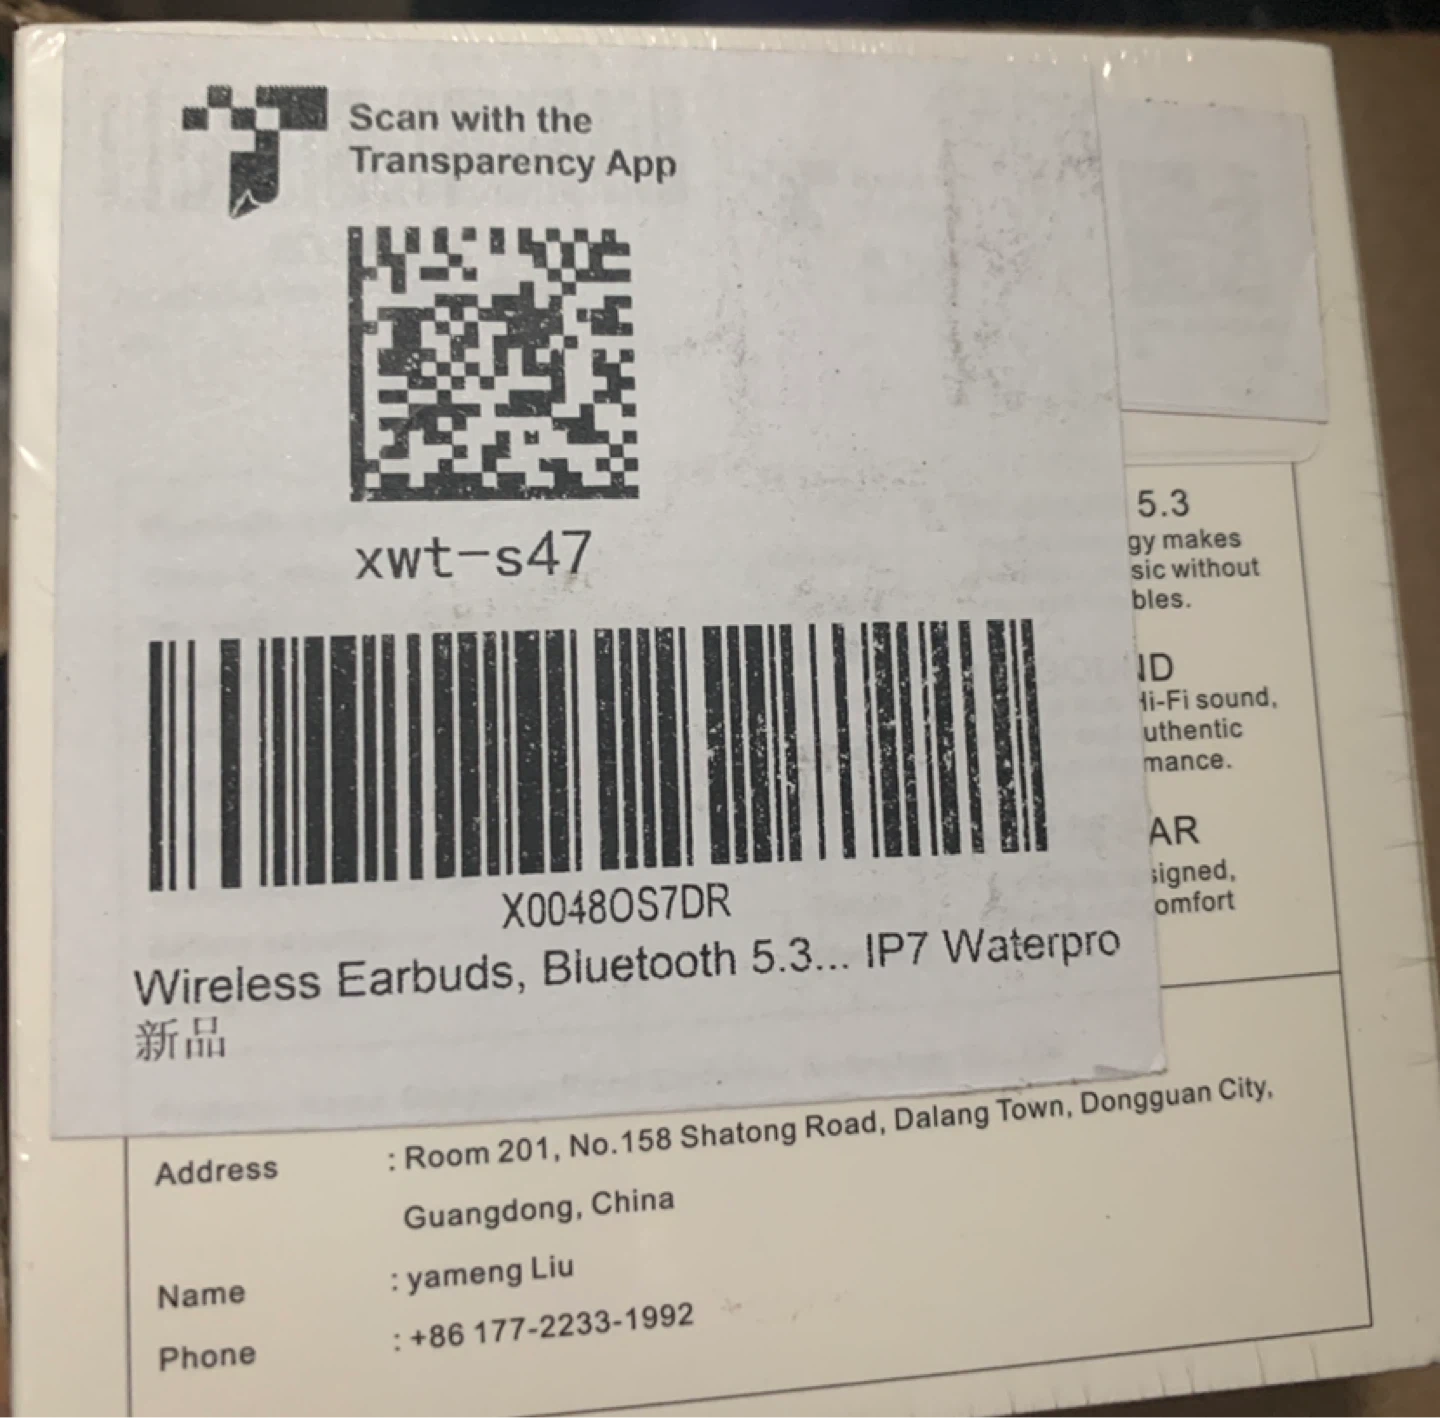 Scan with the
Transparency App
xwt-s47
X00480S7DR
Wireless Earbuds, Bluetooth 5.3... IP7 Waterpro
新品
5.3
gy makes
sic without
bles.
ND
Hi-Fi sound,
uthentic
mance.
AR
signed,
omfort
Address : Room 201, No.158 Shatong Road, Dalang Town, Dongguan City,
Guangdong, China
Name : yameng Liu
Phone : +86 177-2233-1992